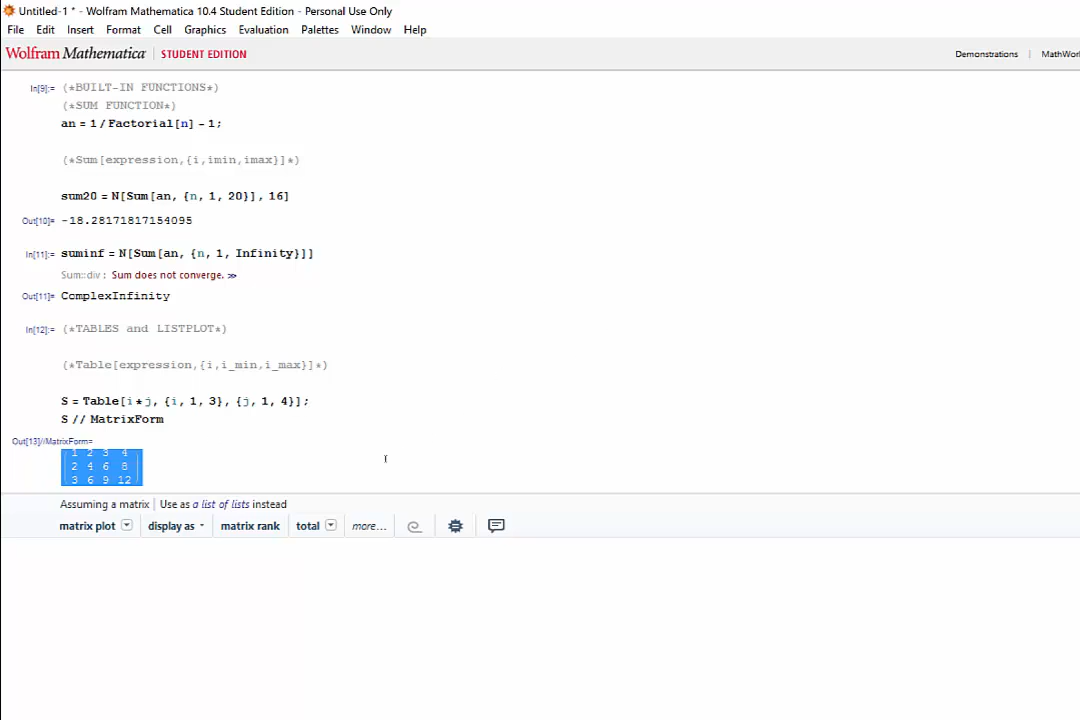 Untitled-1 * - Wolfram Mathematica 10.4 Student Edition - Personal Use Only
File Edit Insert Format Cell Graphics Evaluation Palettes Window Help
Wolfram Mathematica | STUDENT EDITION Demonstrations | MathWor
In[9]:= (*BUILT-IN FUNCTIONS*)
(*SUM FUNCTION*)
an = 1/Factorial[n] - 1;
(*Sum[expression,{i,imin,imax}]*)
sum20 = N[Sum[an, {n, 1, 20}], 16]
Out[10]= -18.28171817154095
In[11]:= suminf = N[Sum[an, {n, 1, Infinity}]]
Sum::div : Sum does not converge. ≫
Out[11]= ComplexInfinity
In[12]:= (*TABLES and LISTPLOT*)
(*Table[expression,{i,i_min,i_max}]*)
S = Table[i*j, {i, 1, 3}, {j, 1, 4}];
S // MatrixForm
Out[13]//MatrixForm=
1 2 3 4
2 4 6 8
3 6 9 12
Assuming a matrix | Use as a list of lists instead
matrix plot display as matrix rank total more...